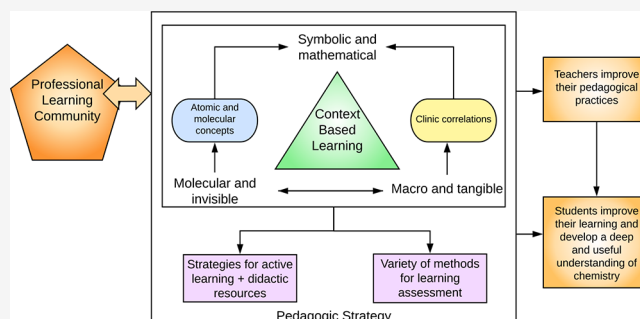 Professional
Learning
Community
Symbolic and
mathematical
Atomic and
molecular
concepts
Context
Based
Learning
Clinic correlations
Molecular and
invisible
Macro and tangible
Strategies for active
learning + didactic
resources
Variety of methods
for learning
assessment
Pedagogic Strategy
Teachers improve
their pedagogical
practices
Students improve
their learning and
develop a deep
and useful
understanding of
chemistry